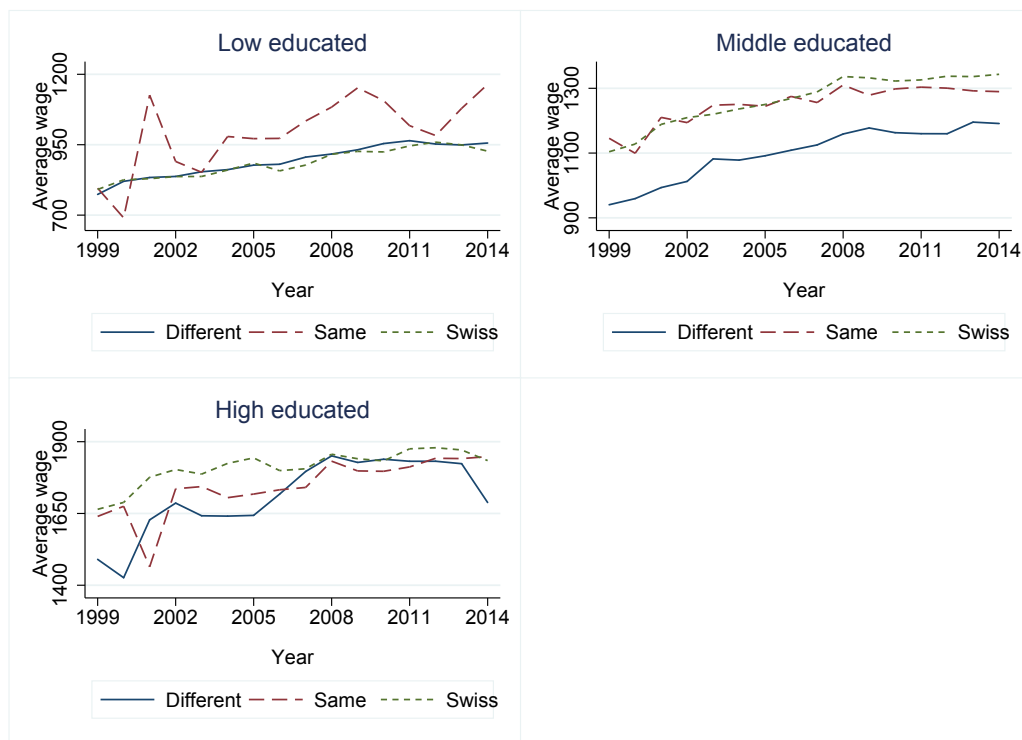 Low educated
Average wage
1200
950
700
1999 2002 2005 2008 2011 2014
Year
Different Same Swiss
Middle educated
Average wage
1300
1100
900
1999 2002 2005 2008 2011 2014
Year
Different Same Swiss
High educated
Average wage
1900
1650
1400
1999 2002 2005 2008 2011 2014
Year
Different Same Swiss